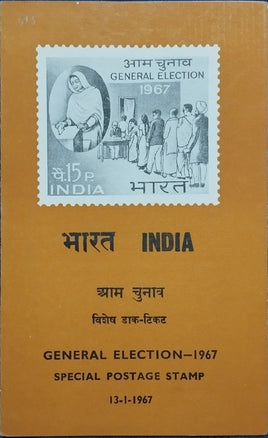 आम चुनाव
GENERAL ELECTION
1967
पै.15 P.
INDIA भारत
भारत INDIA
आम चुनाव
विशेष डाक-टिकट
GENERAL ELECTION—1967
SPECIAL POSTAGE STAMP
13-1-1967